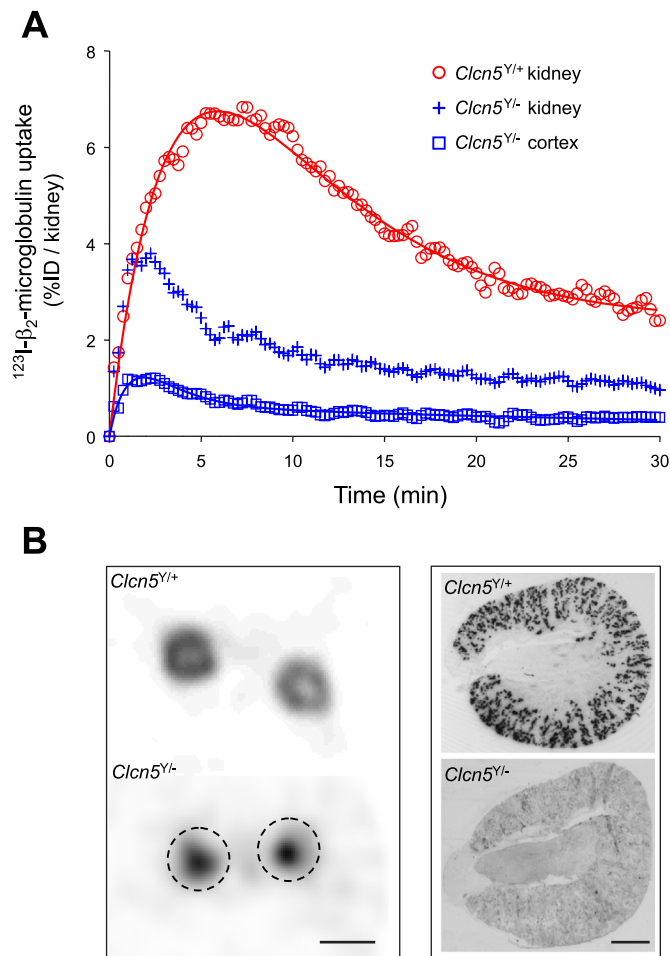 A
8
6
4
2
0
0
5
10
15
20
25
30
¹²³I-β₂-microglobulin uptake
(%ID / kidney)
Time (min)
Clcn5ʸ/⁺ kidney
Clcn5ʸ/⁻ kidney
Clcn5ʸ/⁻ cortex
B
Clcn5ʸ/⁺
Clcn5ʸ/⁻
Clcn5ʸ/⁺
Clcn5ʸ/⁻